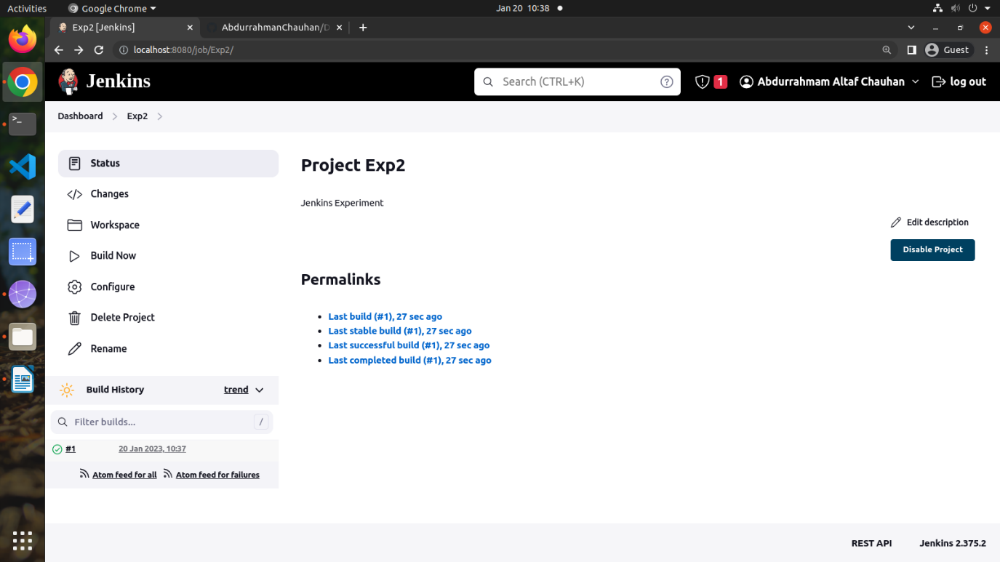 Activities
Google Chrome
Jan 20 10:38
Exp2 [Jenkins]
AbdurrahmanChauhan/D
localhost:8080/job/Exp2/
Guest
Jenkins
Search (CTRL+K)
?
1
Abdurrahmam Altaf Chauhan
log out
Dashboard
Exp2
Status
Changes
Workspace
Build Now
Configure
Delete Project
Rename
Build History
trend
Filter builds...
/
#1
20 Jan 2023, 10:37
Atom feed for all
Atom feed for failures
Project Exp2
Jenkins Experiment
Edit description
Disable Project
Permalinks
Last build (#1), 27 sec ago
Last stable build (#1), 27 sec ago
Last successful build (#1), 27 sec ago
Last completed build (#1), 27 sec ago
REST API
Jenkins 2.375.2